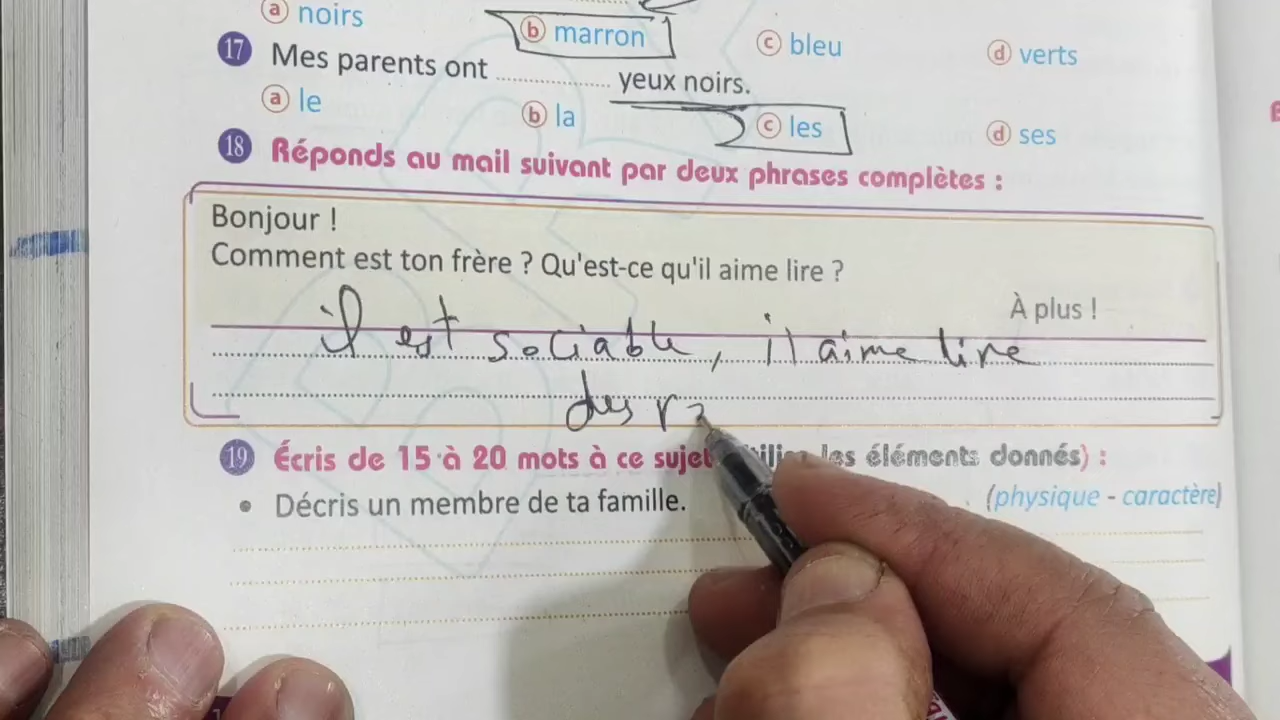 a noirs b marron c bleu d verts
17 Mes parents ont .................... yeux noirs.
a le b la c les d ses
18 Réponds au mail suivant par deux phrases complètes :
Bonjour !
Comment est ton frère ? Qu'est-ce qu'il aime lire ?
À plus !
il est sociable, il aime lire
des r
19 Écris de 15 à 20 mots à ce sujet les éléments donnés) :
• Décris un membre de ta famille. (physique - caractère)